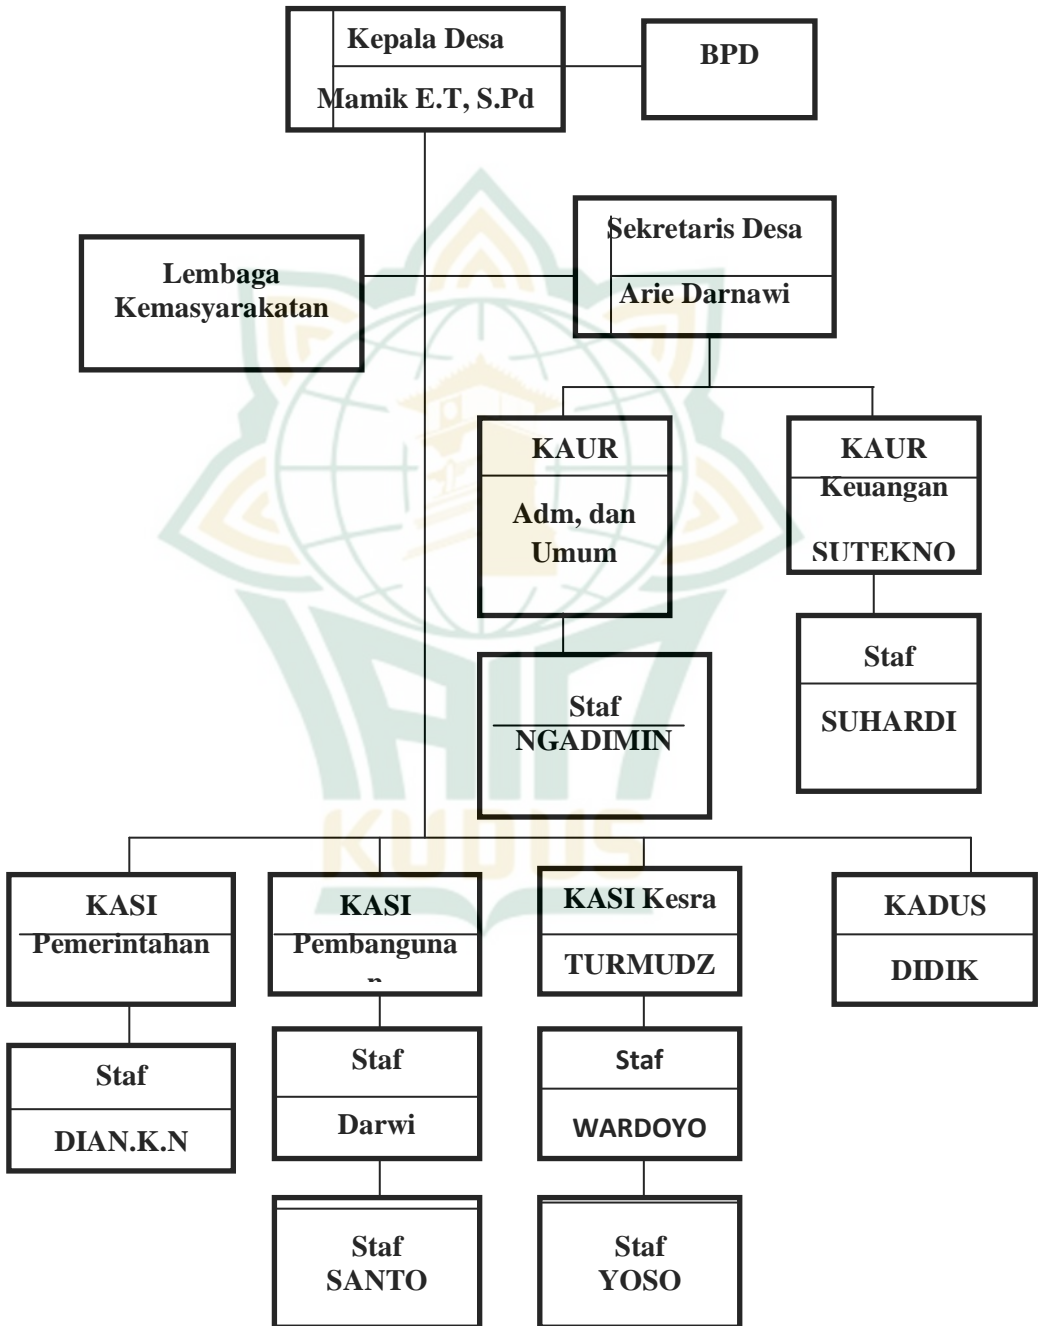 Kepala Desa
Mamik E.T, S.Pd
BPD
Sekretaris Desa
Arie Darnawi
Lembaga
Kemasyarakatan
KAUR
Adm, dan
Umum
KAUR
Keuangan
SUTEKNO
Staf
NGADIMIN
Staf
SUHARDI
KASI
Pemerintahan
KASI
Pembanguna
n
KASI Kesra
TURMUDZ
KADUS
DIDIK
Staf
DIAN.K.N
Staf
Darwi
Staf
WARDOYO
Staf
SANTO
Staf
YOSO
IAIN
KUDUS